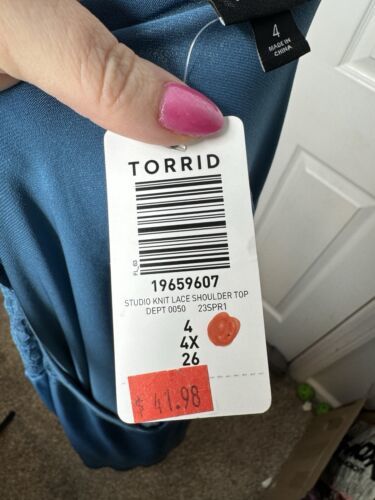 4
MADE IN
CHINA
TORRID
FL_63
19659607
STUDIO KNIT LACE SHOULDER TOP
DEPT 0050 23SPR1
4
4X
26
$ 41.98